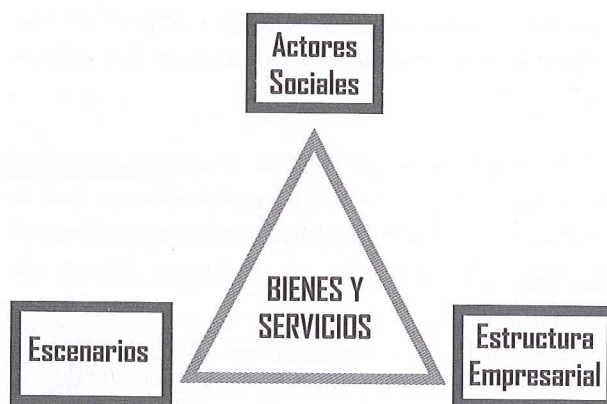 Actores
Sociales
BIENES Y
SERVICIOS
Escenarios
Estructura
Empresarial